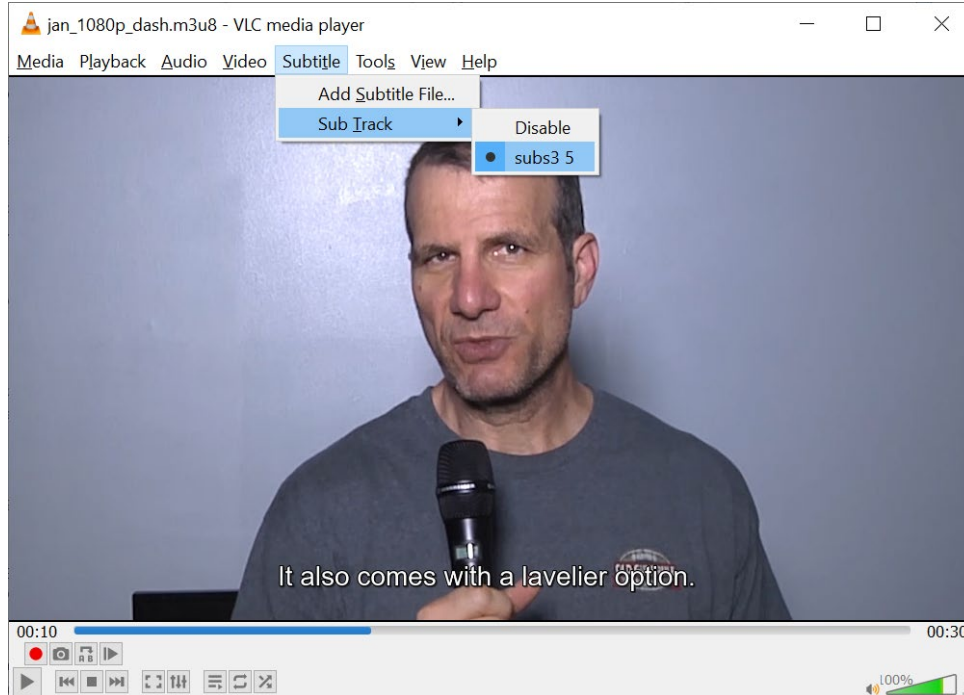 jan_1080p_dash.m3u8 - VLC media player
Media Playback Audio Video Subtitle Tools View Help
Add Subtitle File...
Sub Track
Disable
subs3 5
It also comes with a lavelier option.
00:10
00:30
A B
100%